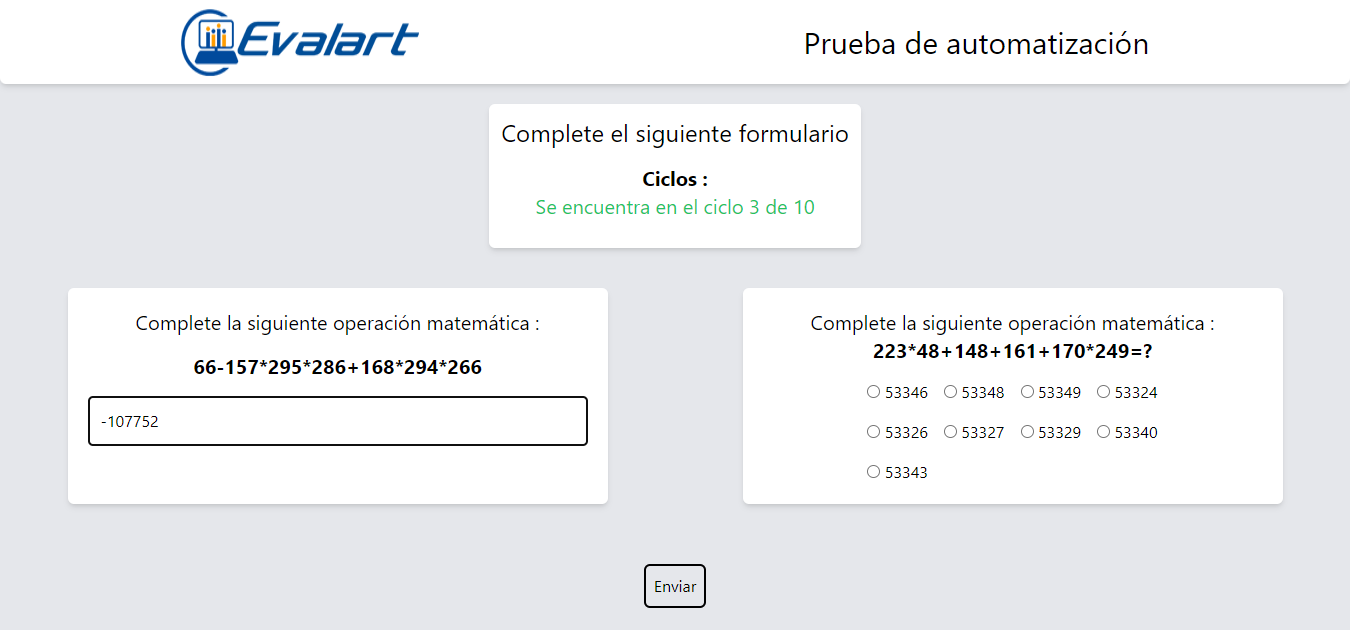 Evalart
Prueba de automatización
Complete el siguiente formulario
Ciclos :
Se encuentra en el ciclo 3 de 10
Complete la siguiente operación matemática :
66-157*295*286+168*294*266
-107752
Complete la siguiente operación matemática :
223*48+148+161+170*249=?
53346 53348 53349 53324
53326 53327 53329 53340
53343
Enviar